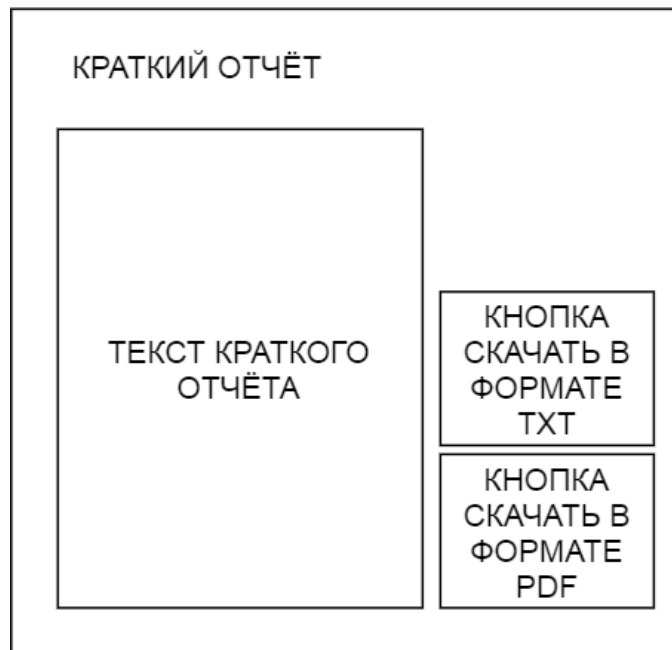 КРАТКИЙ ОТЧЁТ
ТЕКСТ КРАТКОГО
ОТЧЁТА
КНОПКА
СКАЧАТЬ В
ФОРМАТЕ
TXT
КНОПКА
СКАЧАТЬ В
ФОРМАТЕ
PDF